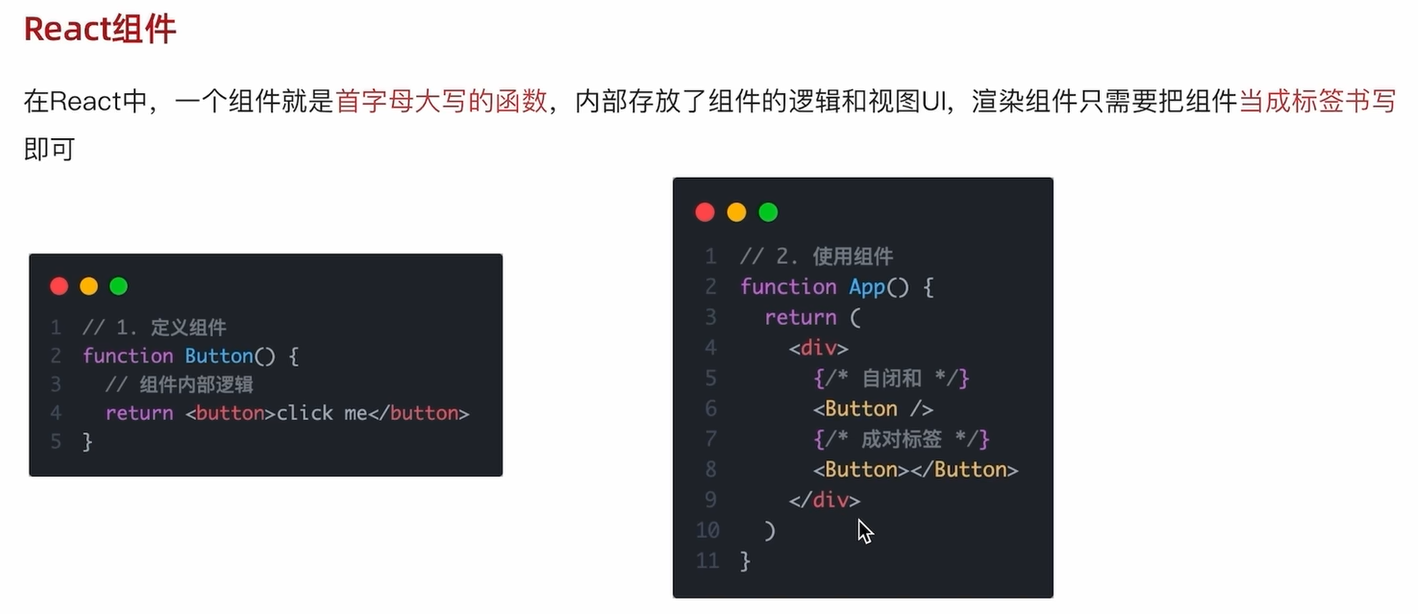 React组件
在React中，一个组件就是首字母大写的函数，内部存放了组件的逻辑和视图UI，渲染组件只需要把组件当成标签书写
即可
1 // 1. 定义组件
2 function Button() {
3 // 组件内部逻辑
4 return <button>click me</button>
5 }
1 // 2. 使用组件
2 function App() {
3 return (
4 <div>
5 {/* 自闭和 */}
6 <Button />
7 {/* 成对标签 */}
8 <Button></Button>
9 </div>
10 )
11 }